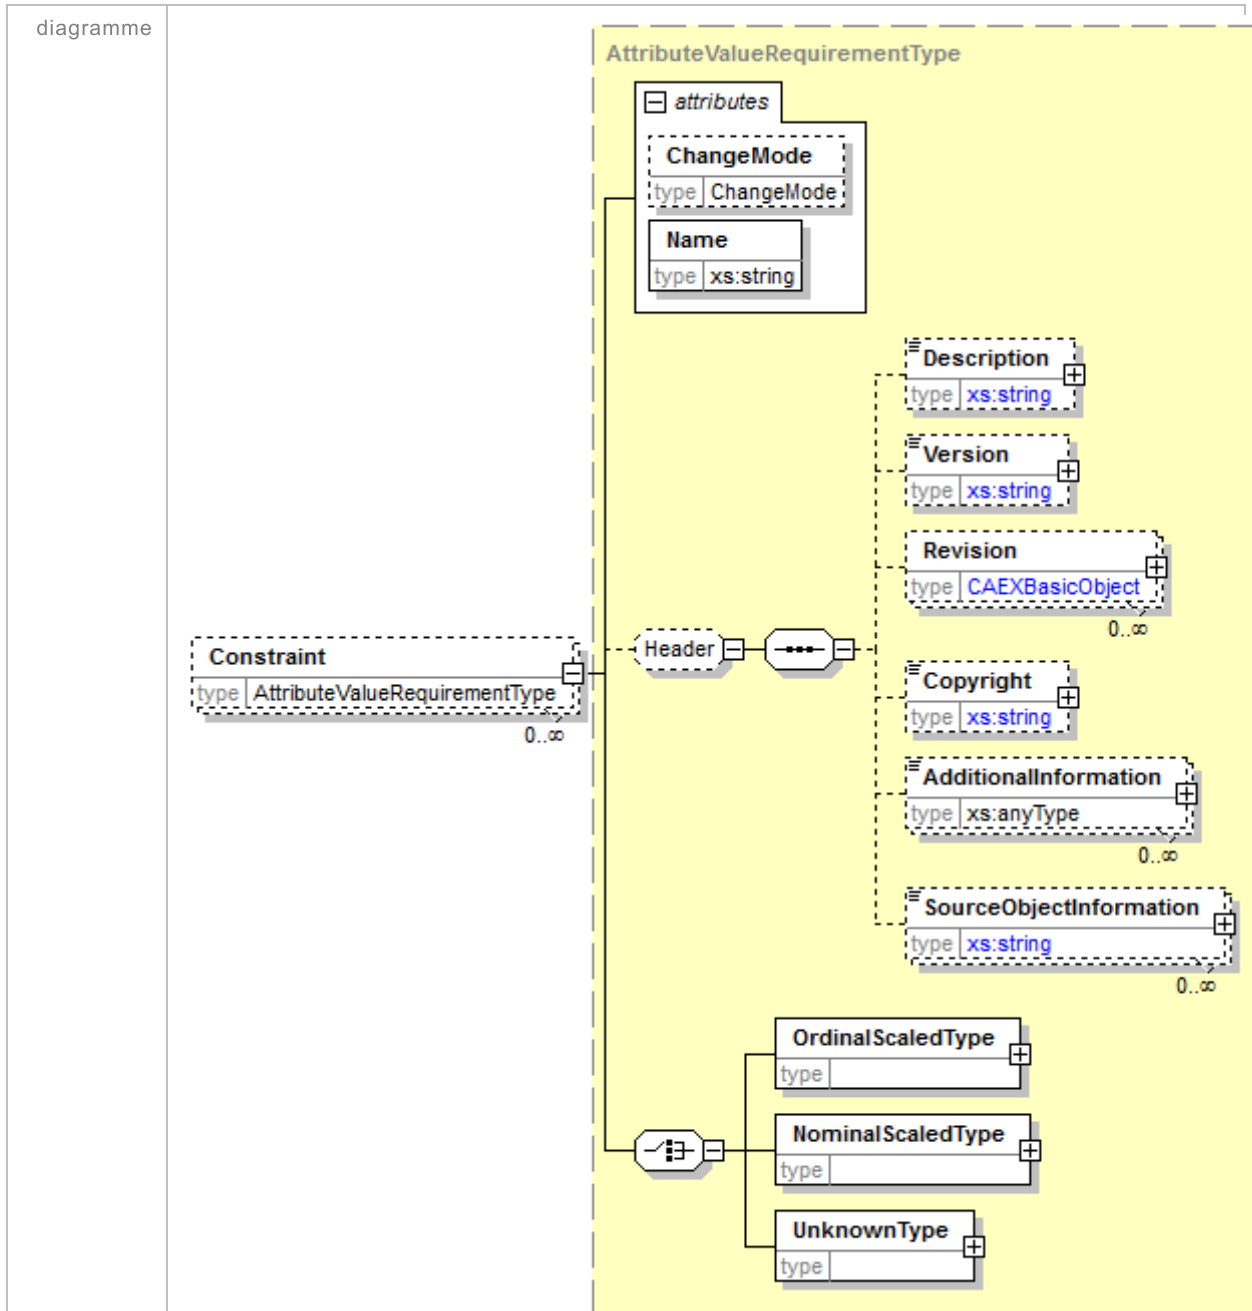 diagramme
AttributeValueRequirementType
attributes
ChangeMode
type ChangeMode
Name
type xs:string
Description
type xs:string
Version
type xs:string
Revision
type CAEXBasicObject
0..∞
Header
Constraint
type AttributeValueRequirementType
0..∞
Copyright
type xs:string
AdditionalInformation
type xs:anyType
0..∞
SourceObjectInformation
type xs:string
0..∞
OrdinalScaledType
type
NominalScaledType
type
UnknownType
type